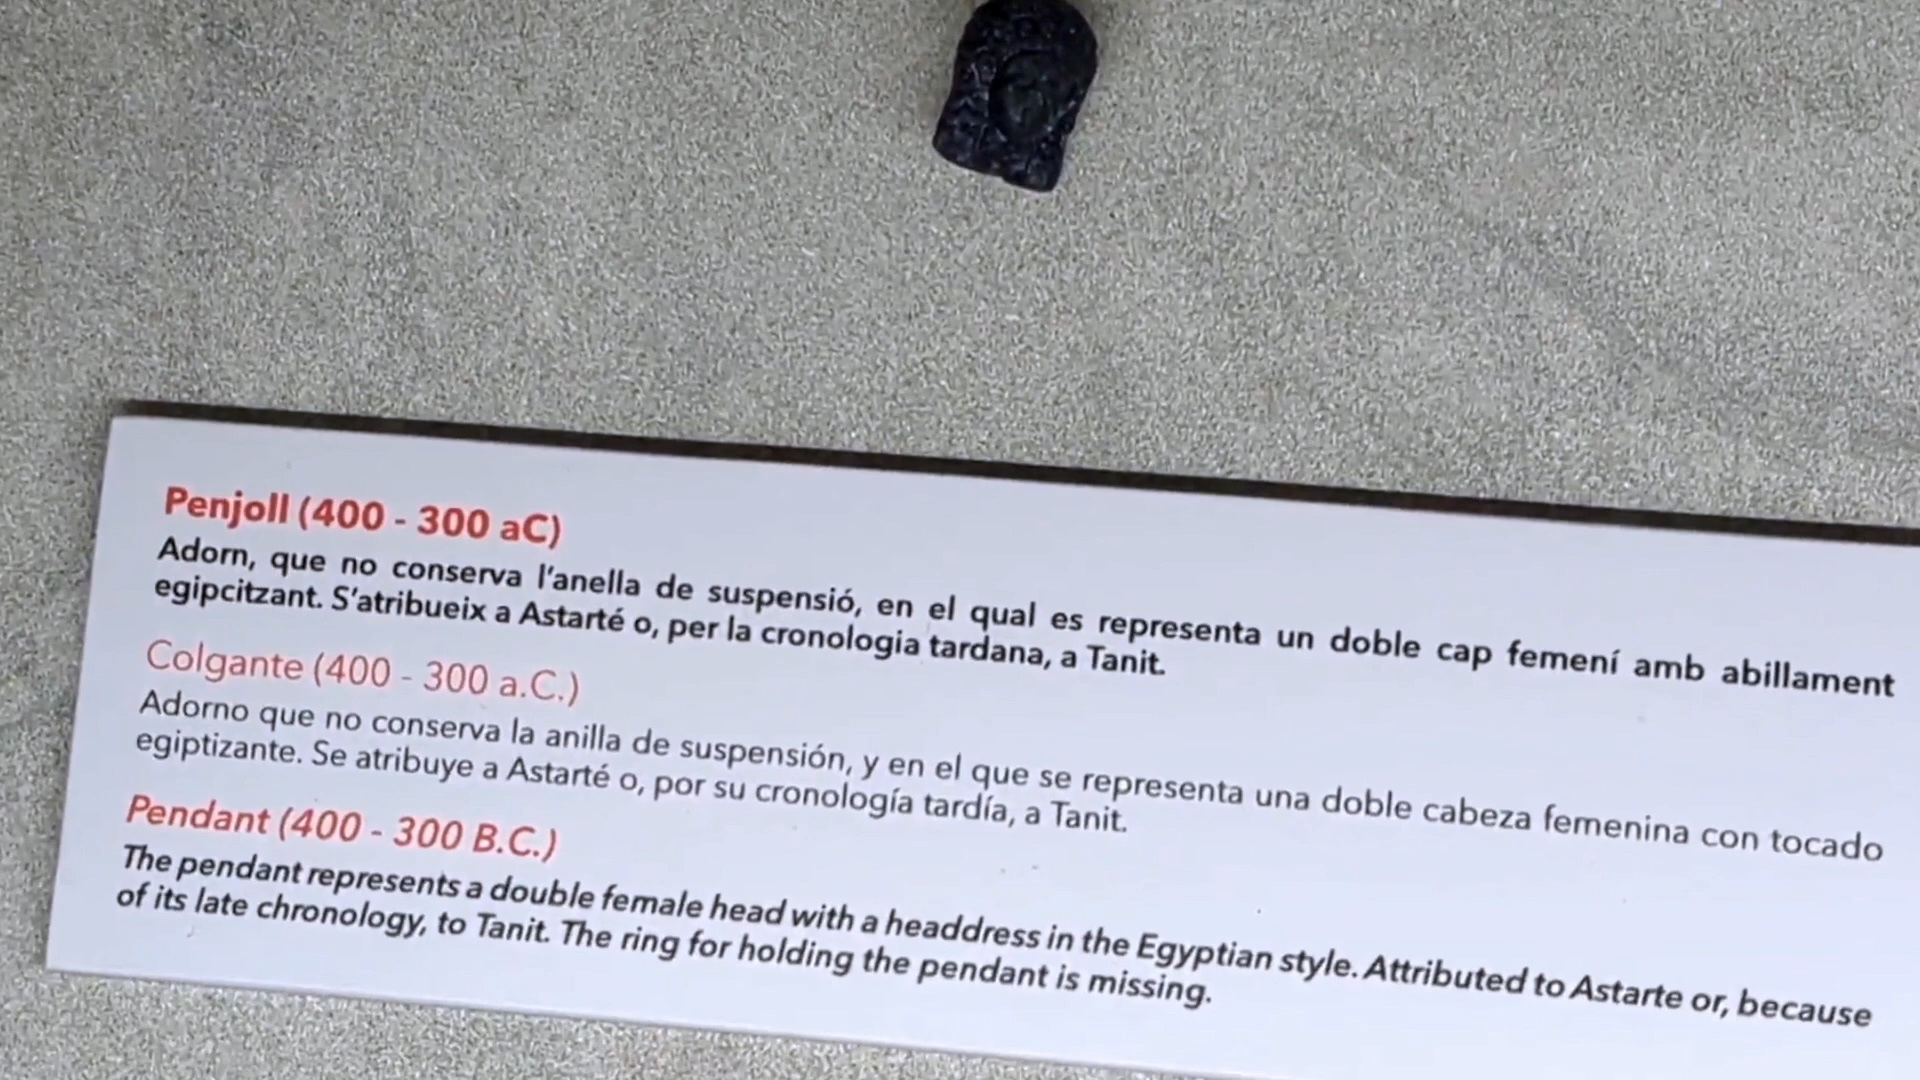 Penjoll (400 - 300 aC)
Adorn, que no conserva l'anella de suspensió, en el qual es representa un doble cap femení amb abillament
egipcitzant. S'atribueix a Astarté o, per la cronologia tardana, a Tanit.
Colgante (400 - 300 a.C.)
Adorno que no conserva la anilla de suspensión, y en el que se representa una doble cabeza femenina con tocado
egiptizante. Se atribuye a Astarté o, por su cronología tardía, a Tanit.
Pendant (400 - 300 B.C.)
The pendant represents a double female head with a headdress in the Egyptian style. Attributed to Astarte or, because
of its late chronology, to Tanit. The ring for holding the pendant is missing.